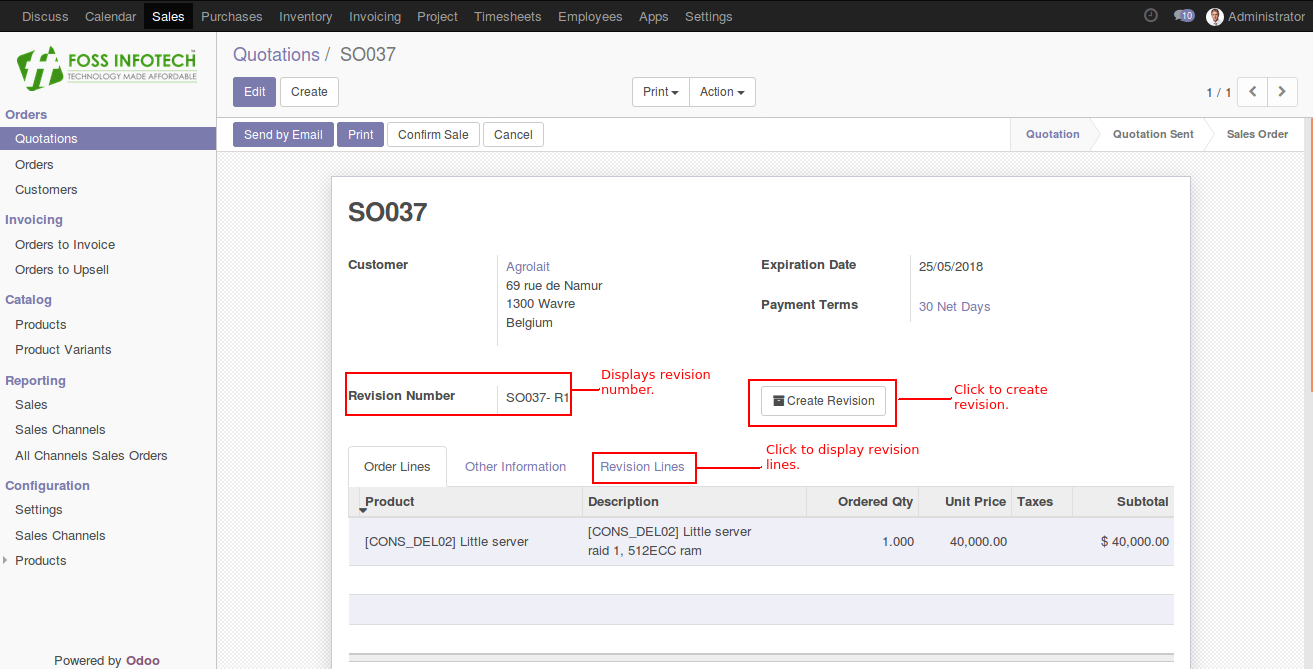 Discuss Calendar Sales Purchases Inventory Invoicing Project Timesheets Employees Apps Settings 10 Administrator
FOSS INFOTECH
TECHNOLOGY MADE AFFORDABLE
Orders
Quotations
Orders
Customers
Invoicing
Orders to Invoice
Orders to Upsell
Catalog
Products
Product Variants
Reporting
Sales
Sales Channels
All Channels Sales Orders
Configuration
Settings
Sales Channels
Products
Powered by Odoo
Quotations / SO037
Edit Create Print Action 1 / 1
Send by Email Print Confirm Sale Cancel Quotation Quotation Sent Sales Order
SO037
Customer
Agrolait
69 rue de Namur
1300 Wavre
Belgium
Expiration Date 25/05/2018
Payment Terms 30 Net Days
Revision Number SO037- R1
Displays revision
number.
Create Revision
Click to create
revision.
Click to display revision
lines.
Order Lines Other Information Revision Lines
Product Description Ordered Qty Unit Price Taxes Subtotal
[CONS_DEL02] Little server
[CONS_DEL02] Little server
raid 1, 512ECC ram
1.000 40,000.00 $ 40,000.00